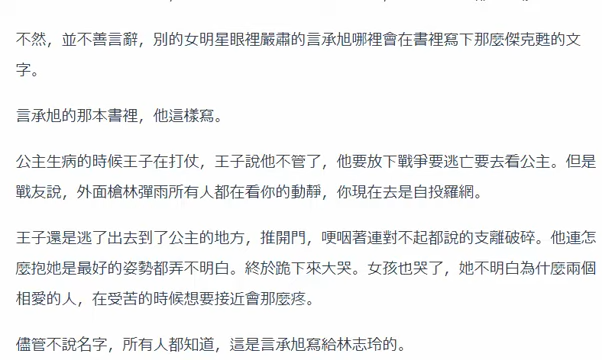 不然，並不善言辭，別的女明星眼裡嚴肅的言承旭哪裡會在書裡寫下那麼傑克甦的文
字。
言承旭的那本書裡，他這樣寫。
公主生病的時候王子在打仗，王子說他不管了，他要放下戰爭要逃亡要去看公主。但是
戰友說，外面槍林彈雨所有人都在看你的動靜，你現在去是自投羅網。
王子還是逃了出去到了公主的地方，推開門，哽咽著連對不起都說的支離破碎。他連怎
麼抱她是最好的姿勢都弄不明白。終於跪下來大哭。女孩也哭了，她不明白為什麼兩個
相愛的人，在受苦的時候想要接近會那麼疼。
儘管不說名字，所有人都知道，這是言承旭寫給林志玲的。